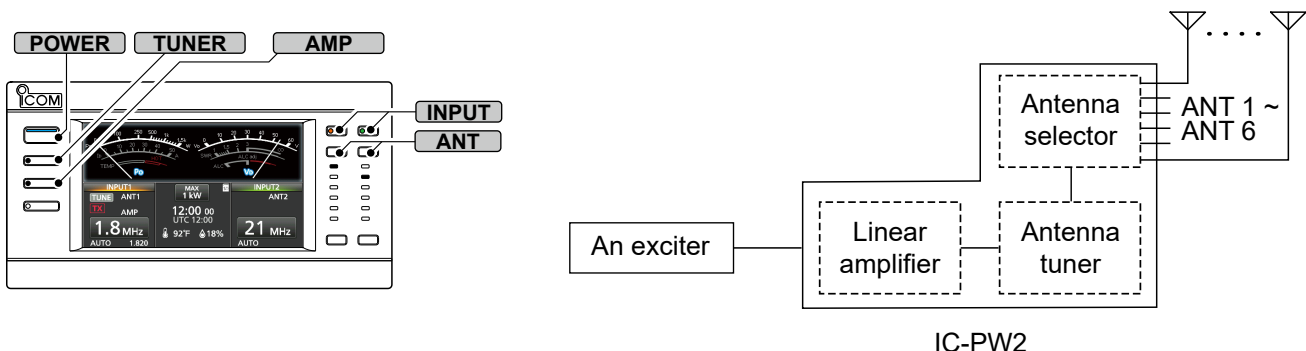 POWER TUNER AMP
ICOM
INPUT
ANT
Po
Vo
INPUT1
TUNE ANT1
TX AMP
1.8 MHz
AUTO 1.820
MAX
1 kW
12:00 00
UTC 12:00
92°F 18%
INPUT2
ANT2
21 MHz
AUTO
An exciter
Linear
amplifier
Antenna
tuner
Antenna
selector
ANT 1 ~
ANT 6
IC-PW2